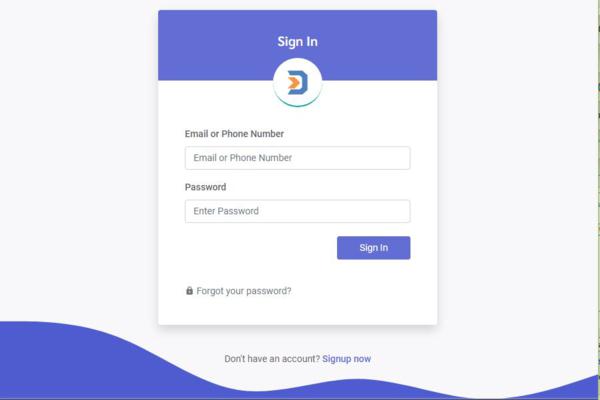 Sign In
Email or Phone Number
Email or Phone Number
Password
Enter Password
Sign In
Forgot your password?
Don't have an account? Signup now